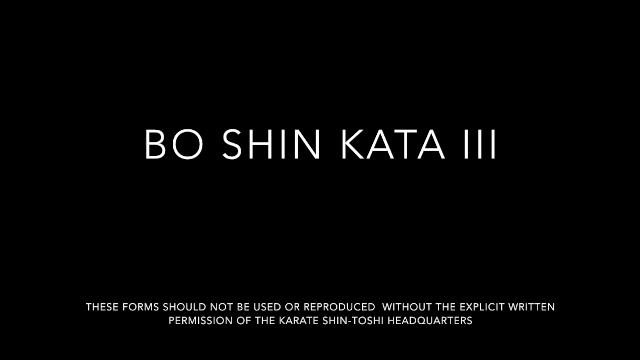 BO SHIN KATA III
THESE FORMS SHOULD NOT BE USED OR REPRODUCED WITHOUT THE EXPLICIT WRITTEN
PERMISSION OF THE KARATE SHIN-TOSHI HEADQUARTERS